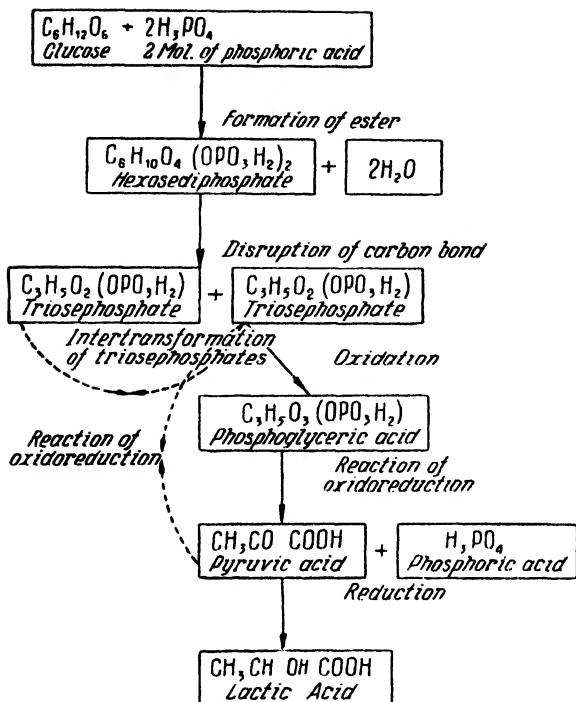 C₆H₁₂O₆ + 2H₃PO₄
Glucose 2 Mol. of phosphoric acid
Formation of ester
C₆H₁₀O₄ (OPO₃H₂)₂ + 2H₂O
Hexosediphosphate
Disruption of carbon bond
C₃H₅O₂ (OPO₃H₂) + C₃H₅O₂ (OPO₃H₂)
Triosephosphate Triosephosphate
Intertransformation
of triosephosphates
Oxidation
C₃H₅O₃ (OPO₃H₂)
Phosphoglyceric acid
Reaction of
oxidoreduction
Reaction of
oxidoreduction
CH₃CO COOH + H₃PO₄
Pyruvic acid Phosphoric acid
Reduction
CH₃CH OH COOH
Lactic Acid